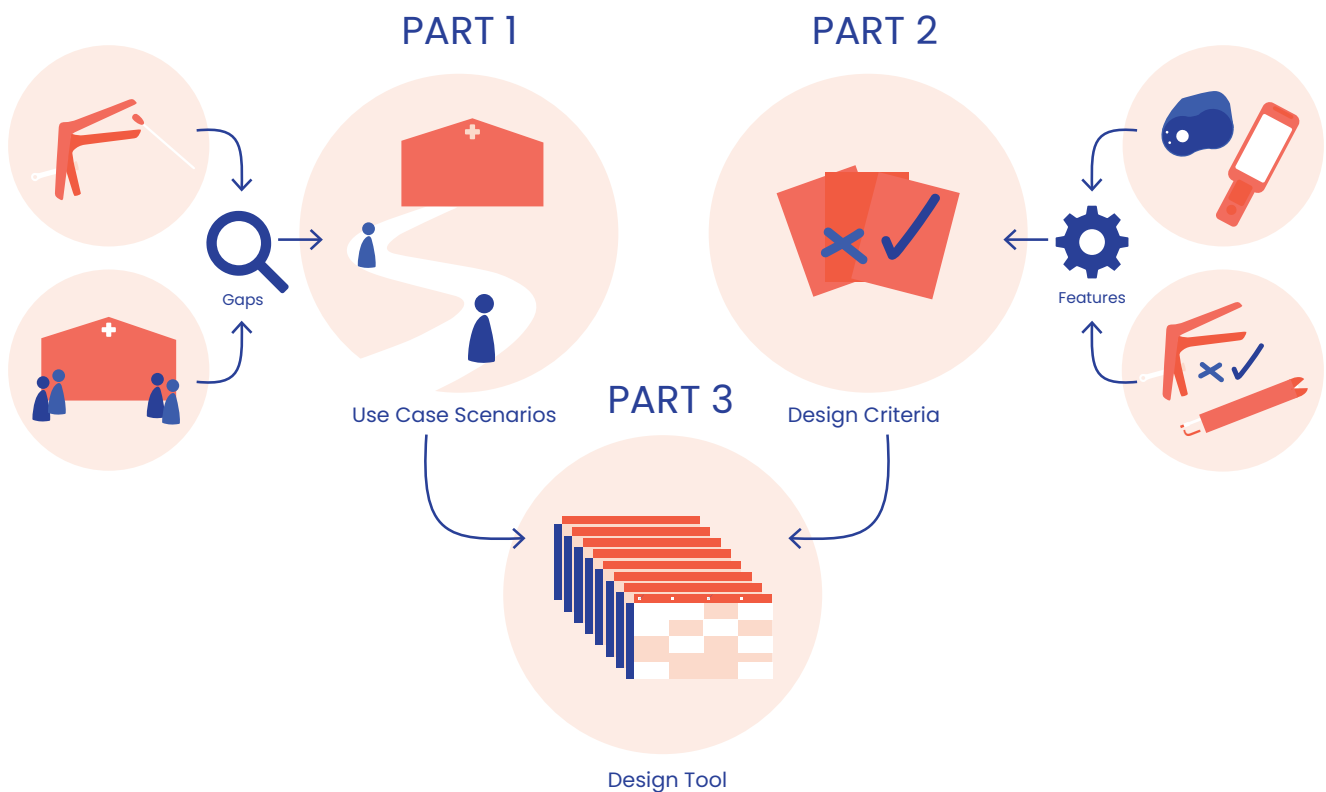 PART 1
PART 2
Gaps
Features
Use Case Scenarios
PART 3
Design Criteria
Design Tool